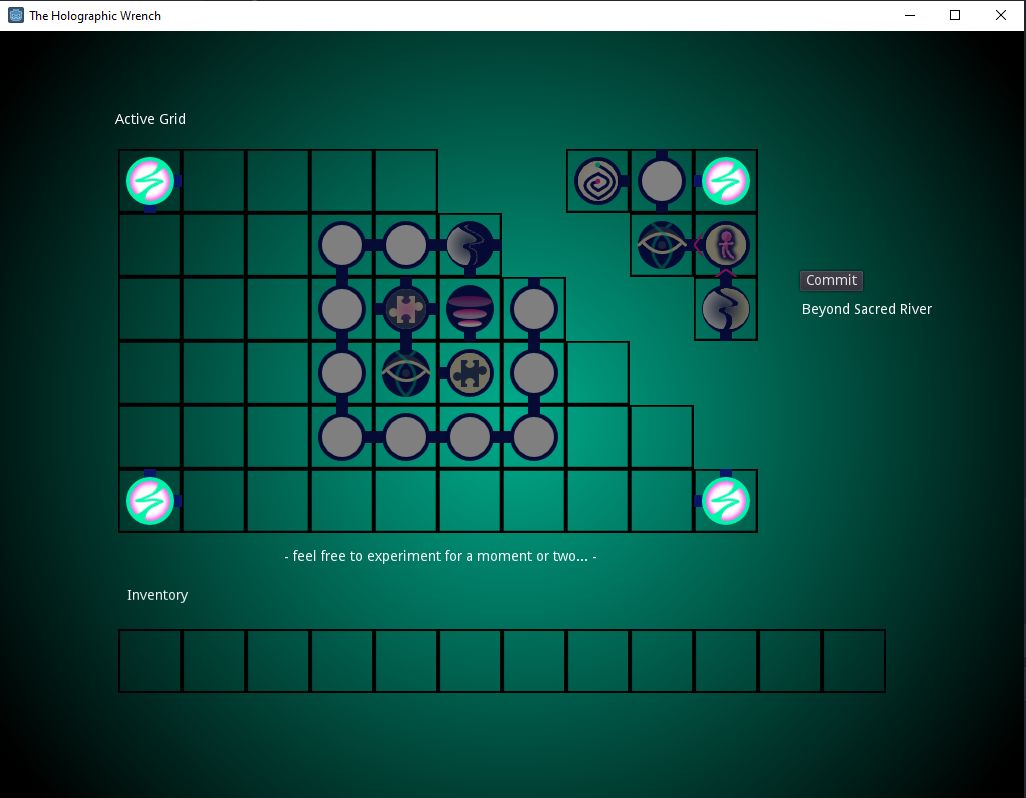 The Holographic Wrench
Active Grid
Commit
Beyond Sacred River
- feel free to experiment for a moment or two... -
Inventory